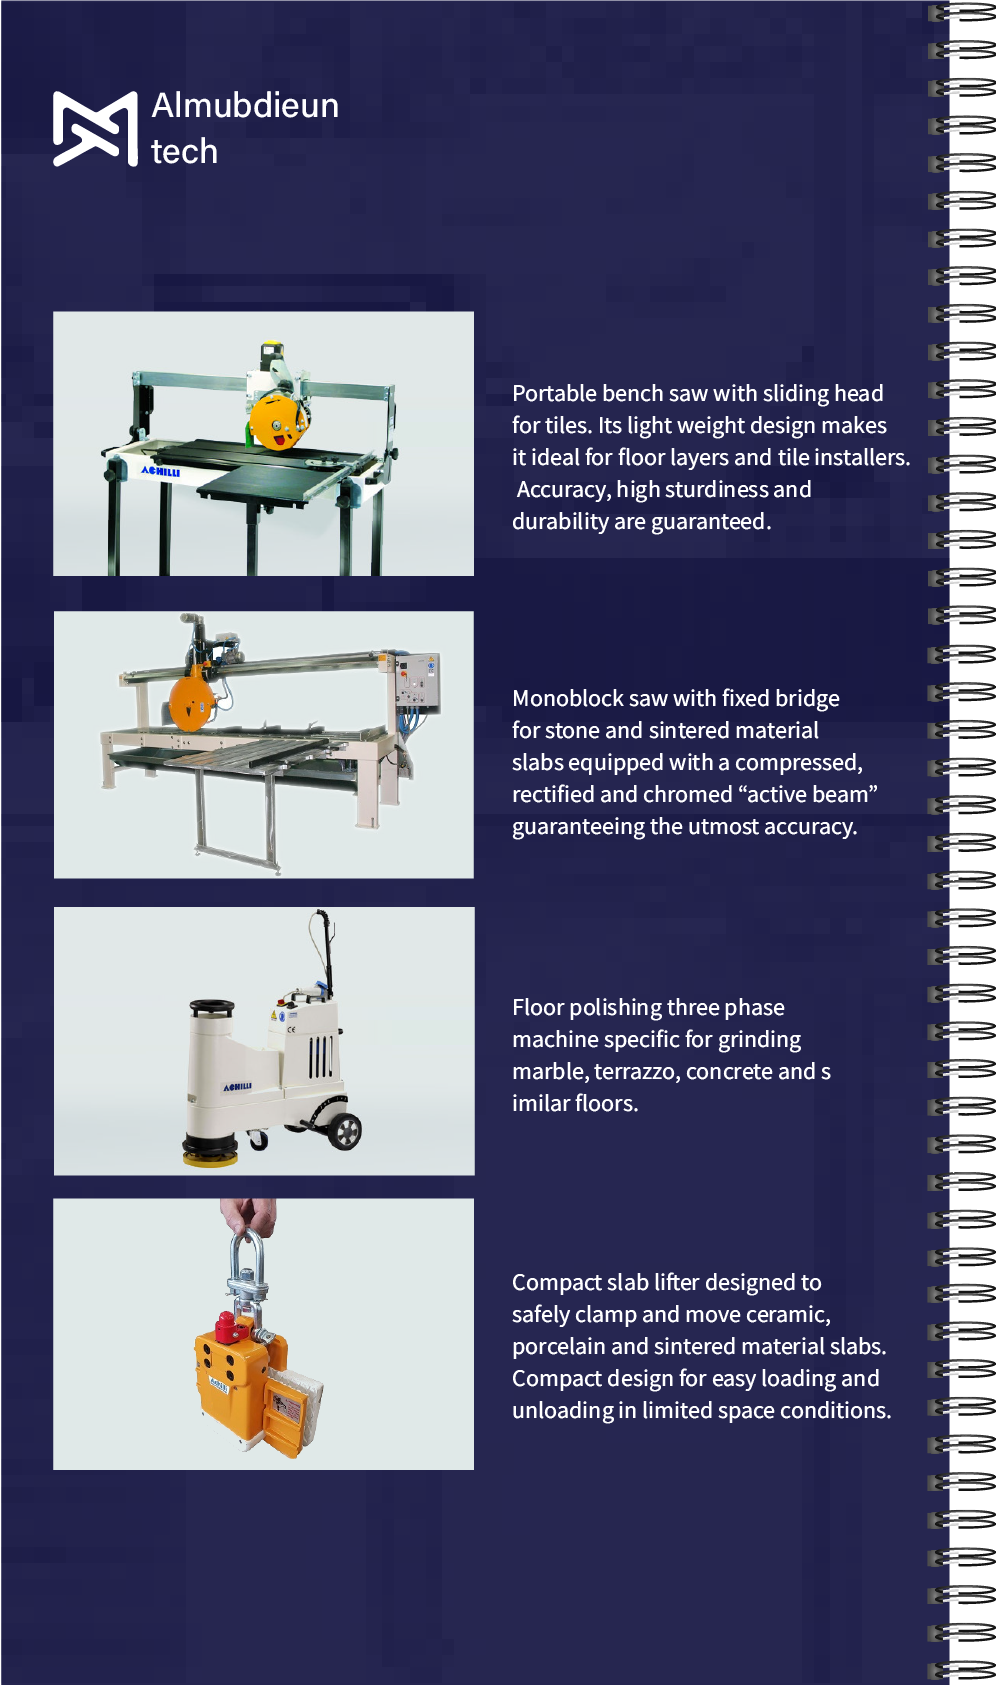 Almubdieun
tech
ACHILLI
Portable bench saw with sliding head
for tiles. Its light weight design makes
it ideal for floor layers and tile installers.
Accuracy, high sturdiness and
durability are guaranteed.
Monoblock saw with fixed bridge
for stone and sintered material
slabs equipped with a compressed,
rectified and chromed “active beam”
guaranteeing the utmost accuracy.
CE
ACHILLI
Floor polishing three phase
machine specific for grinding
marble, terrazzo, concrete and s
imilar floors.
ACHILLI
Compact slab lifter designed to
safely clamp and move ceramic,
porcelain and sintered material slabs.
Compact design for easy loading and
unloading in limited space conditions.